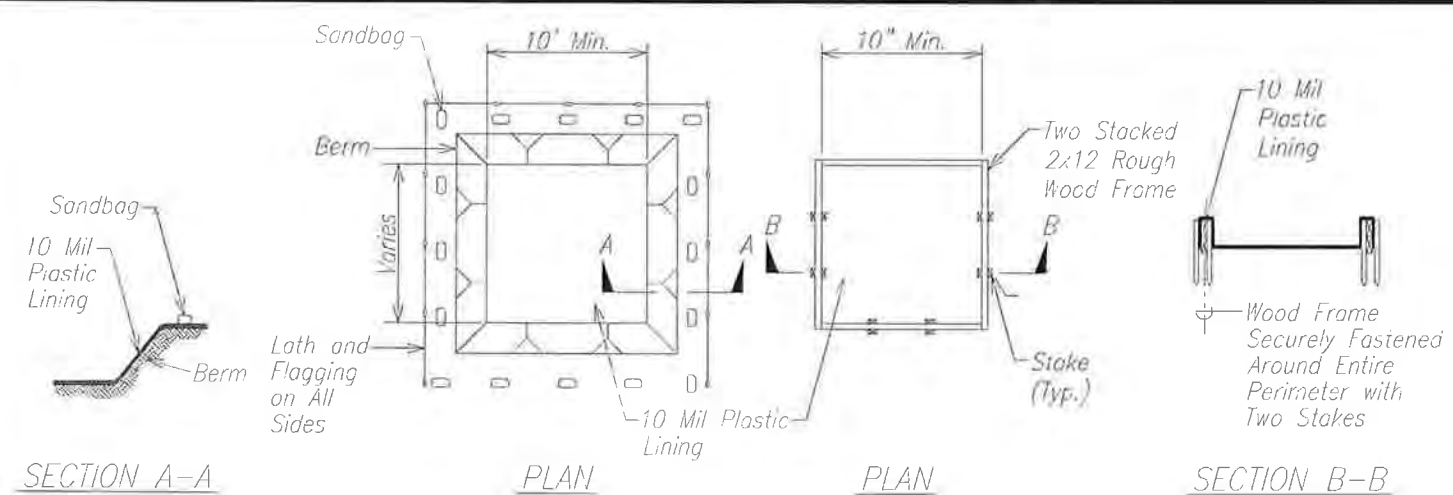 Sandbag
10 Mil
Plastic
Lining
Berm
SECTION A-A
Sandbag
10' Min.
Berm
Varies
A
A
Lath and
Flagging
on All
Sides
10 Mil Plastic
Lining
PLAN
10" Min.
Two Stacked
2x12 Rough
Wood Frame
B
B
Stake
(Typ.)
PLAN
10 Mil
Plastic
Lining
Wood Frame
Securely Fastened
Around Entire
Perimeter with
Two Stakes
SECTION B-B